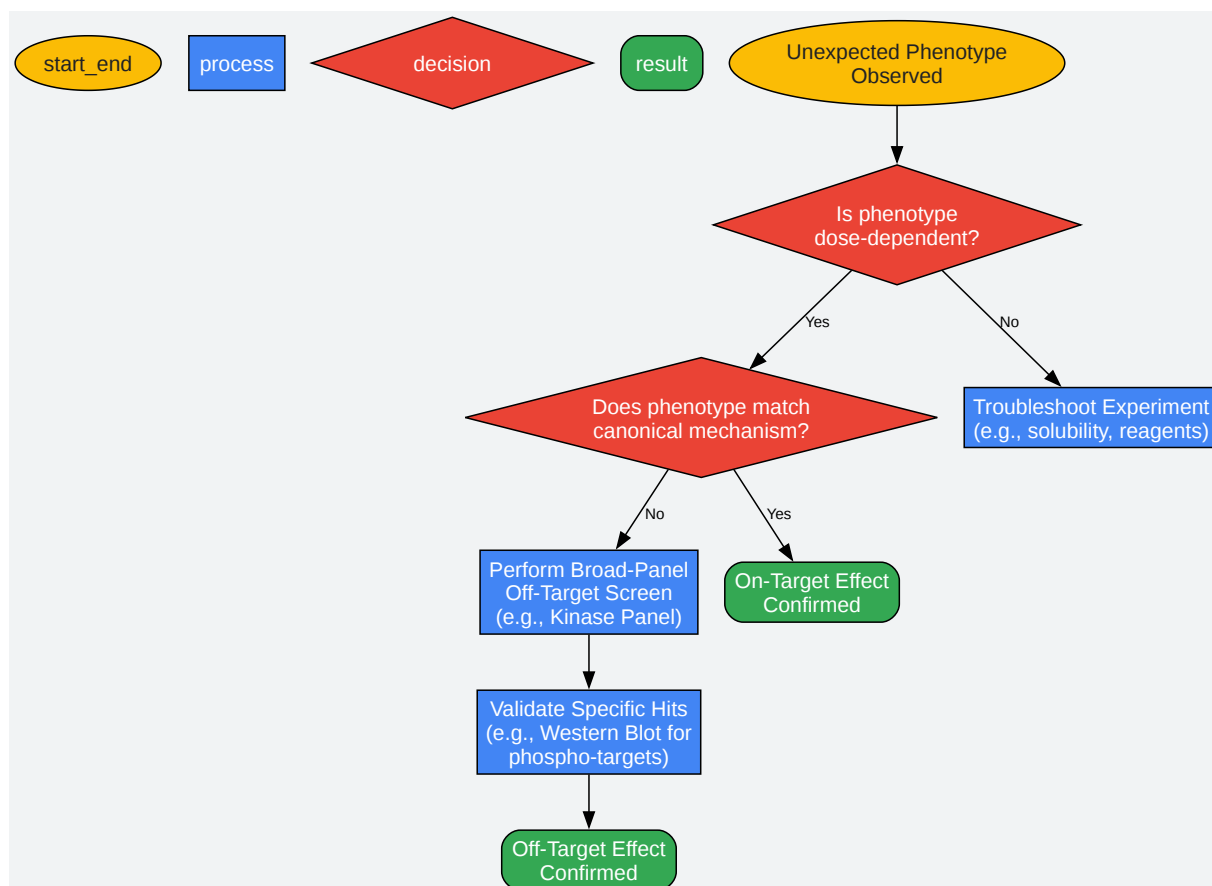 start_end
process
decision
result
Unexpected Phenotype
Observed
Is phenotype
dose-dependent?
Yes
No
Does phenotype match
canonical mechanism?
Troubleshoot Experiment
(e.g., solubility, reagents)
No
Yes
Perform Broad-Panel
Off-Target Screen
(e.g., Kinase Panel)
On-Target Effect
Confirmed
Validate Specific Hits
(e.g., Western Blot for
phospho-targets)
Off-Target Effect
Confirmed